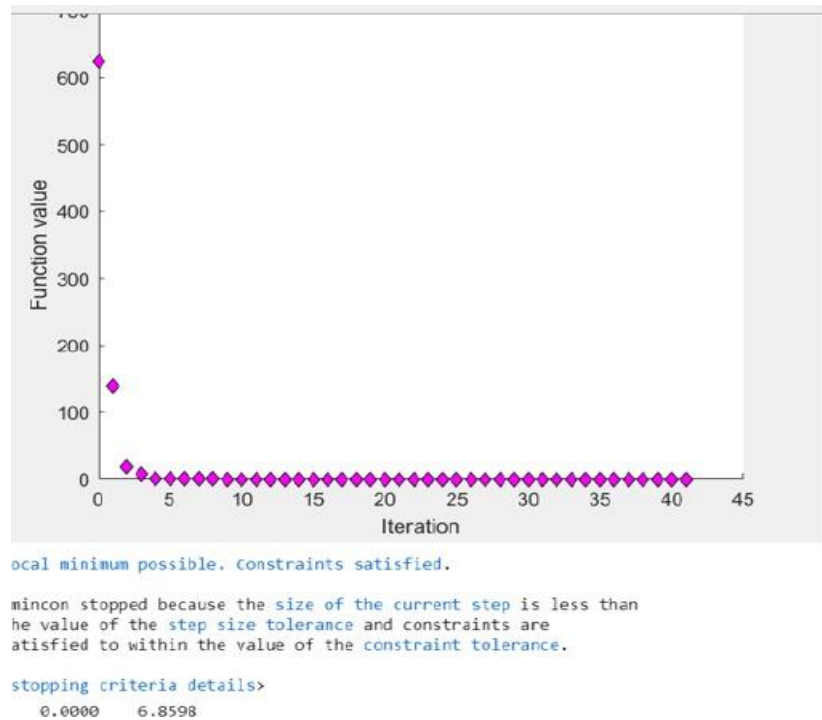 600
500
400
300
200
100
0
Function value
0 5 10 15 20 25 30 35 40 45
Iteration
ocal minimum possible. Constraints satisfied.
mincon stopped because the size of the current step is less than
he value of the step size tolerance and constraints are
atisfied to within the value of the constraint tolerance.
stopping criteria details>
0.0000 6.8598